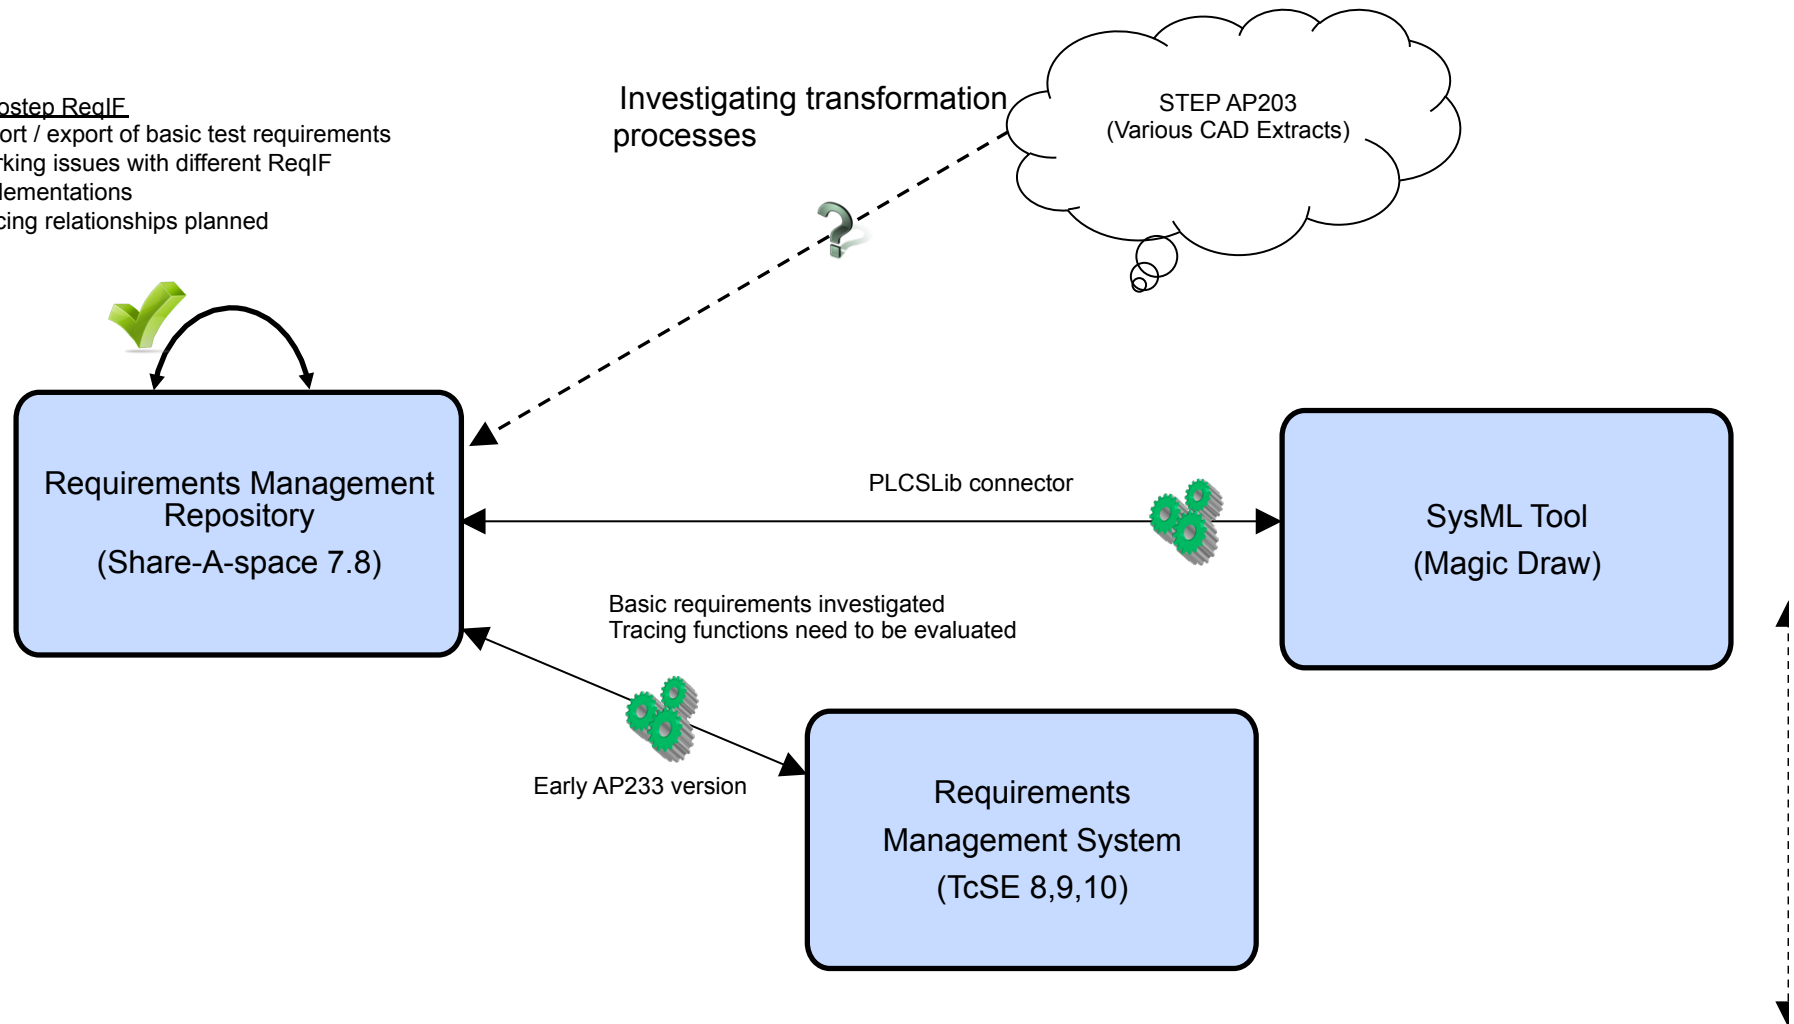 ostep ReqIF
ort / export of basic test requirements
rking issues with different ReqIF
lementations
cing relationships planned
Investigating transformation
processes
STEP AP203
(Various CAD Extracts)
Requirements Management
Repository
(Share-A-space 7.8)
PLCSLib connector
SysML Tool
(Magic Draw)
Basic requirements investigated
Tracing functions need to be evaluated
Early AP233 version
Requirements
Management System
(TcSE 8,9,10)